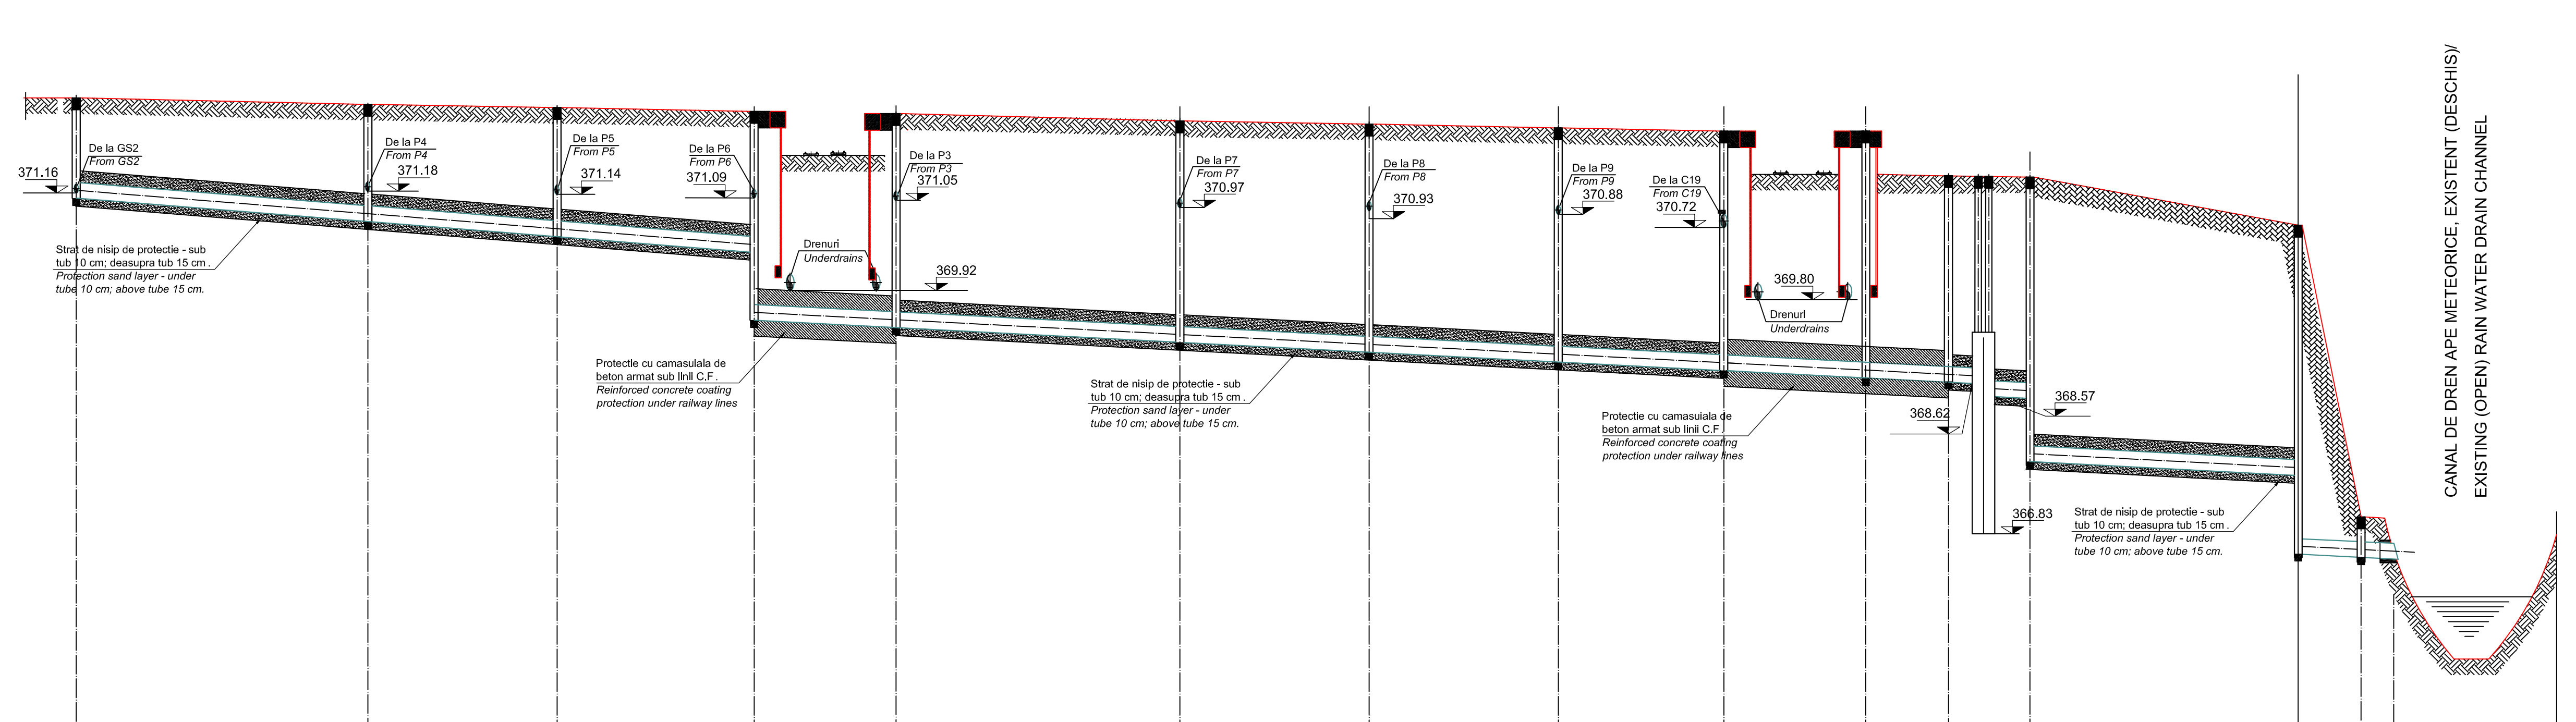 De la GS2
From GS2
371.16
De la P4
From P4
371.18
De la P5
From P5
371.14
De la P6
From P6
371.09
De la P3
From P3
371.05
De la P7
From P7
370.97
De la P8
From P8
370.93
De la P9
From P9
370.88
De la C19
From C19
370.72
Strat de nisip de protectie - sub
tub 10 cm; deasupra tub 15 cm .
Protection sand layer - under
tube 10 cm; above tube 15 cm.
Drenuri
Underdrains
369.92
Protectie cu camasuiala de
beton armat sub linii C.F .
Reinforced concrete coating
protection under railway lines
Strat de nisip de protectie - sub
tub 10 cm; deasupra tub 15 cm .
Protection sand layer - under
tube 10 cm; above tube 15 cm.
369.80
Drenuri
Underdrains
Protectie cu camasuiala de
beton armat sub linii C.F .
Reinforced concrete coating
protection under railway lines
368.62
368.57
366.83
Strat de nisip de protectie - sub
tub 10 cm; deasupra tub 15 cm .
Protection sand layer - under
tube 10 cm; above tube 15 cm.
CANAL DE DREN APE METEORICE, EXISTENT (DESCHIS)/
EXISTING (OPEN) RAIN WATER DRAIN CHANNEL